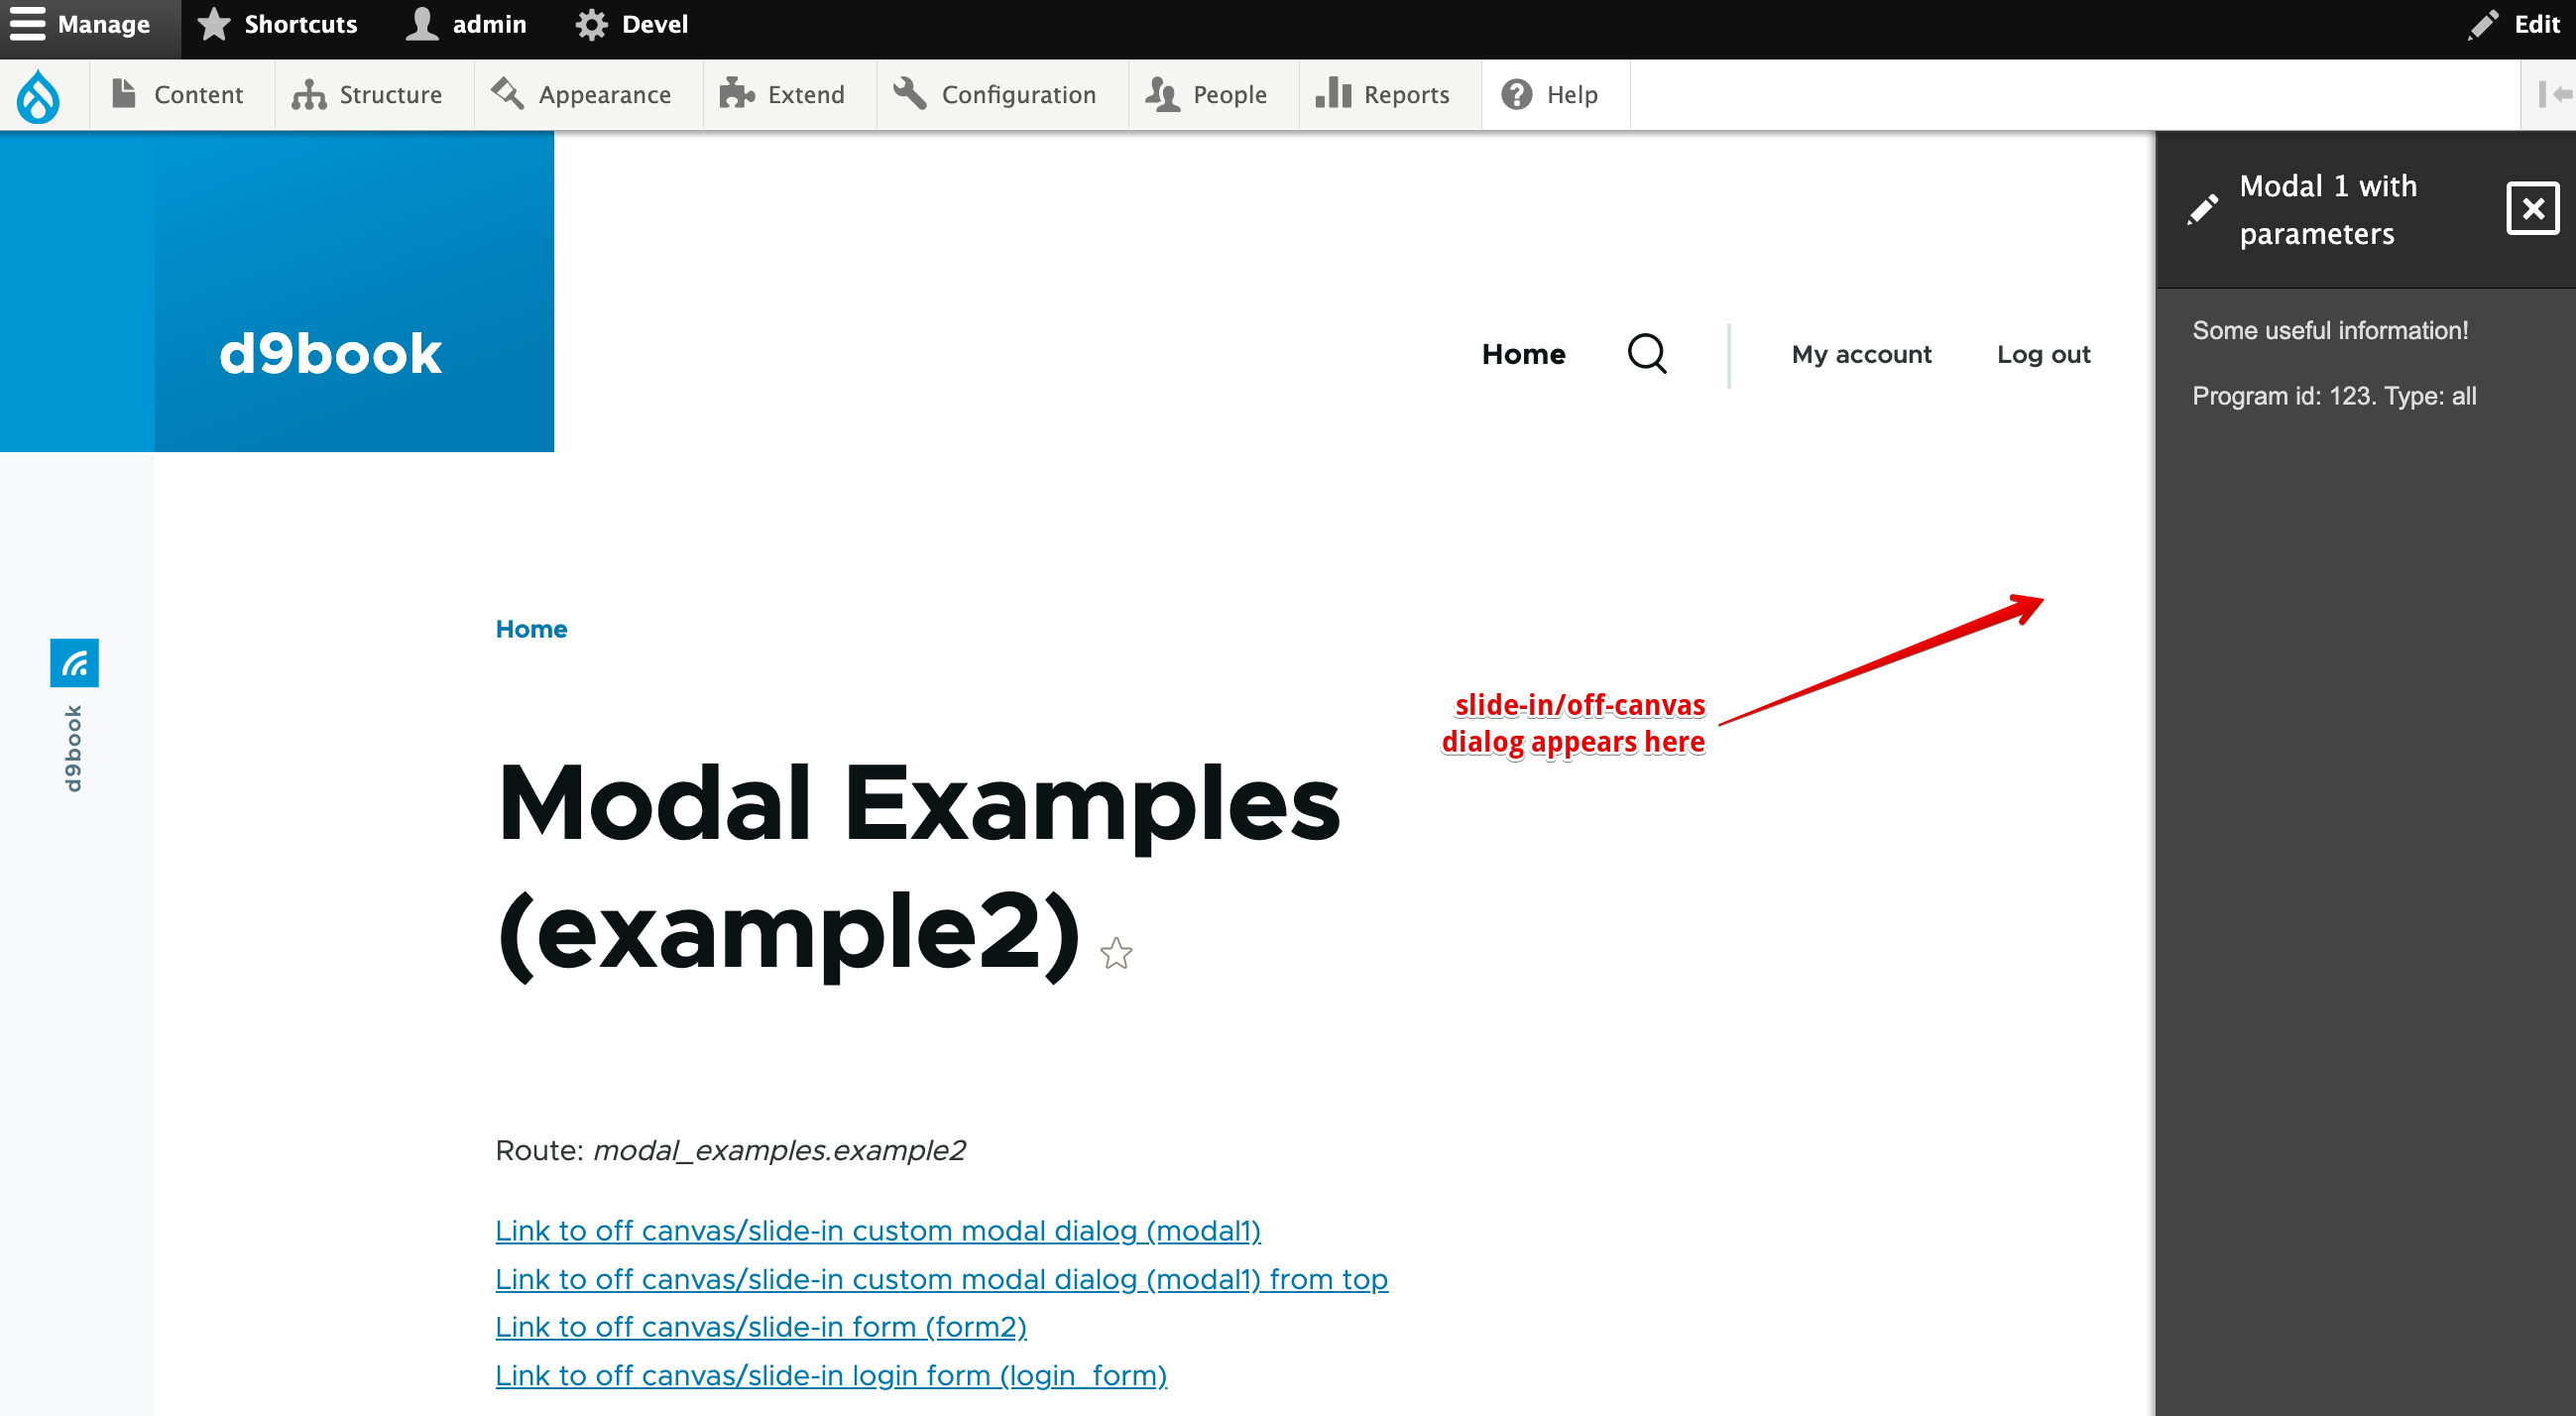 Manage Shortcuts admin Devel Edit
Content Structure Appearance Extend Configuration People Reports Help
d9book
Home My account Log out
Modal 1 with
parameters
Some useful information!
Program id: 123. Type: all
d9book
Home
slide-in/off-canvas
dialog appears here
Modal Examples
(example2)
Route: modal_examples.example2
Link to off canvas/slide-in custom modal dialog (modal1)
Link to off canvas/slide-in custom modal dialog (modal1) from top
Link to off canvas/slide-in form (form2)
Link to off canvas/slide-in login form (login_form)